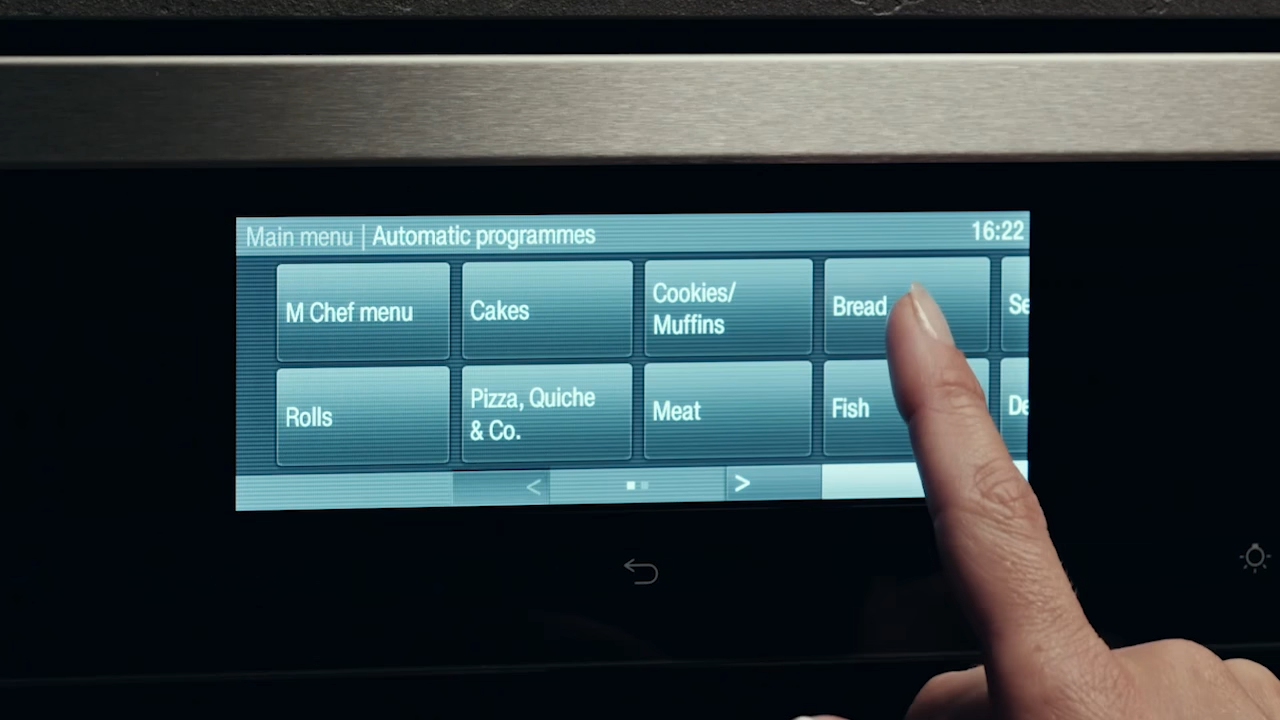 Main menu | Automatic programmes 16:22
M Chef menu
Cakes
Cookies/
Muffins
Bread
Rolls
Pizza, Quiche
& Co.
Meat
Fish
< >